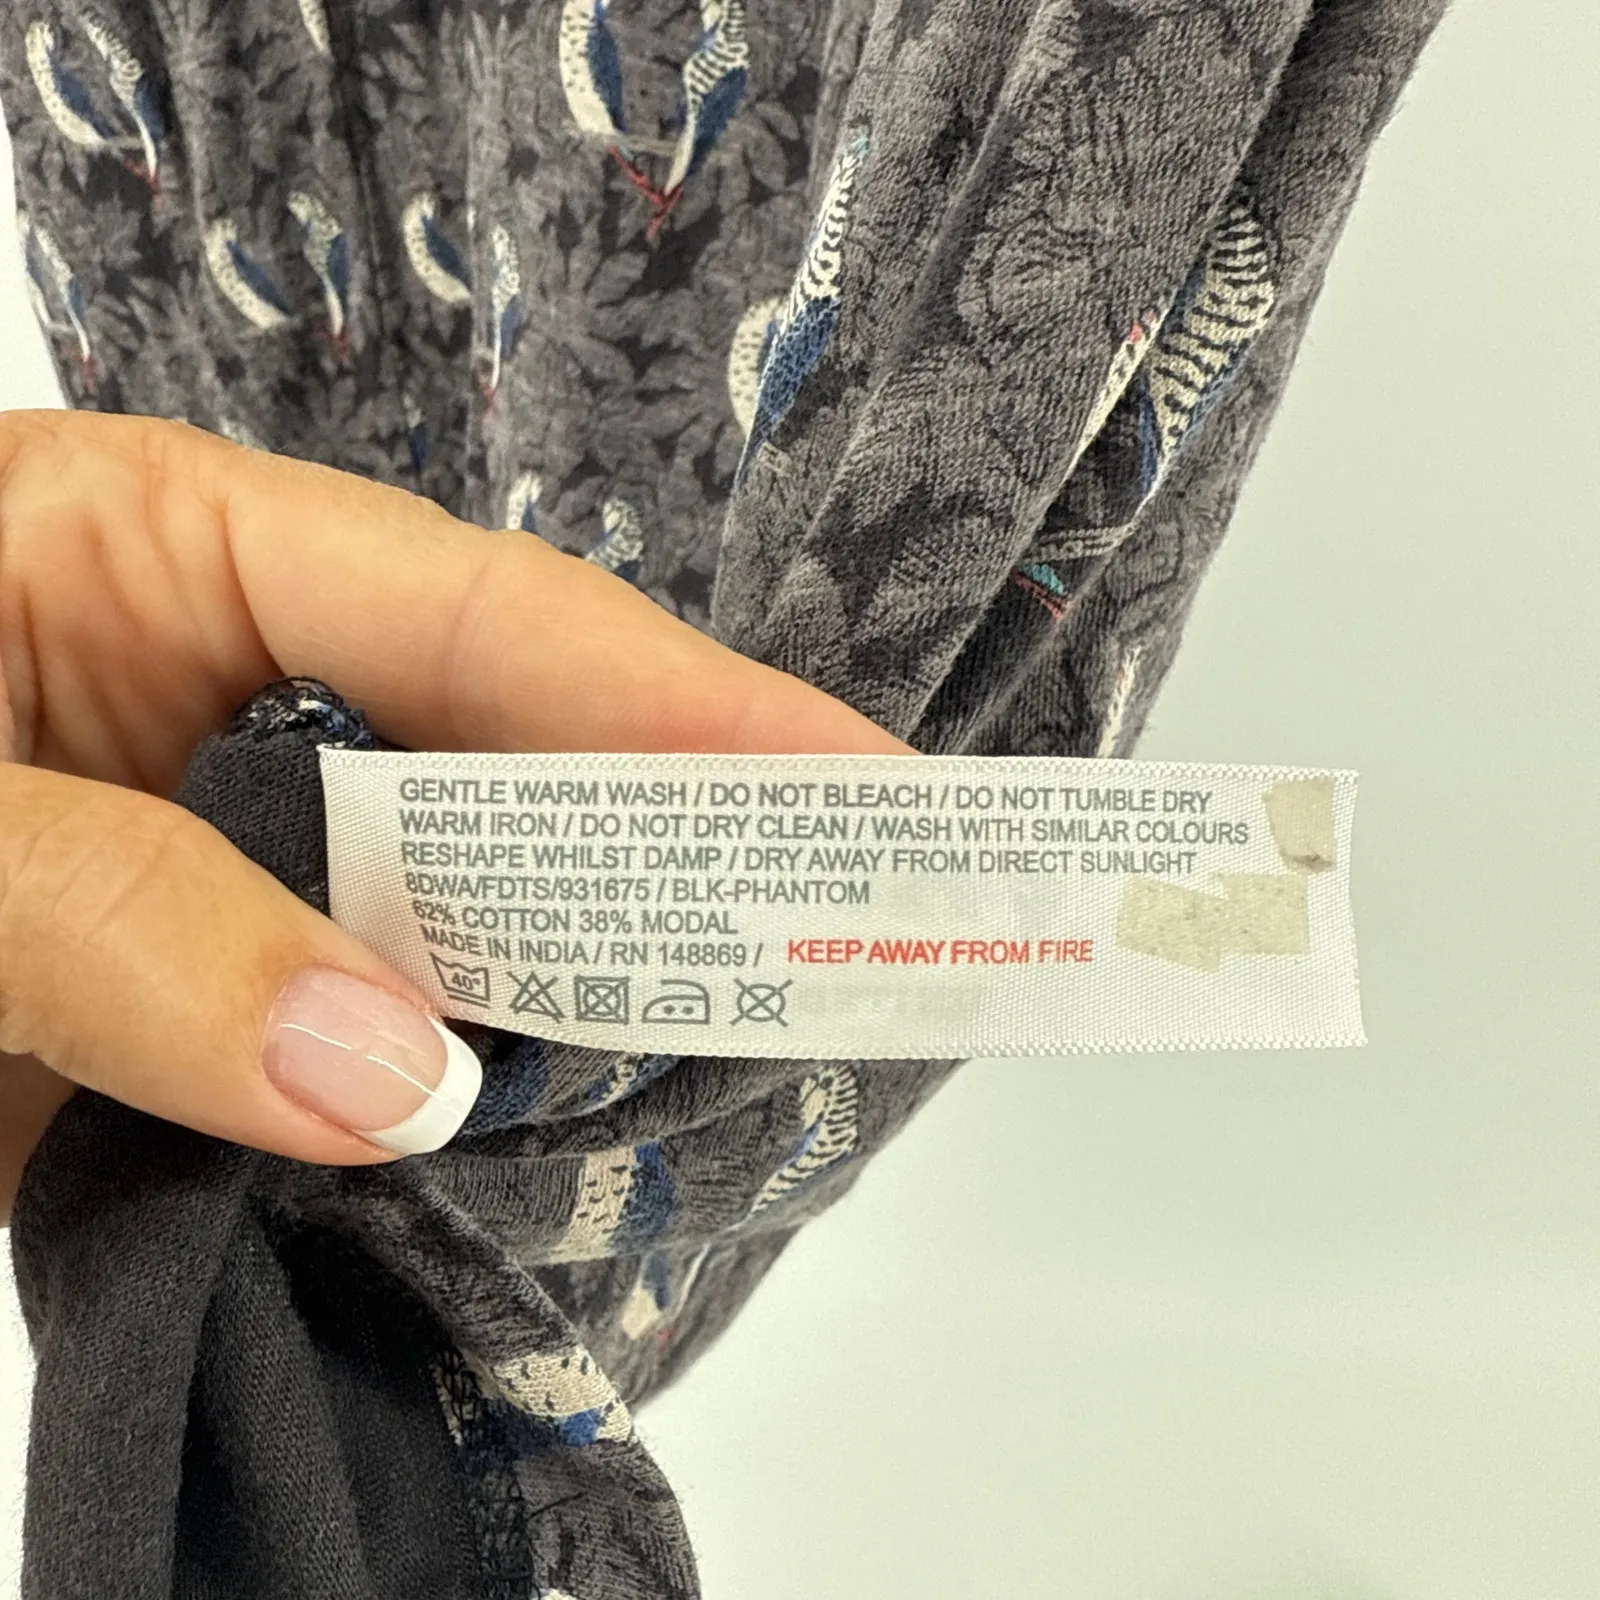 GENTLE WARM WASH / DO NOT BLEACH / DO NOT TUMBLE DRY
WARM IRON / DO NOT DRY CLEAN / WASH WITH SIMILAR COLOURS
RESHAPE WHILST DAMP / DRY AWAY FROM DIRECT SUNLIGHT
8DWA/FDTS/931675 / BLK-PHANTOM
62% COTTON 38% MODAL
MADE IN INDIA / RN 148869 / KEEP AWAY FROM FIRE
40°